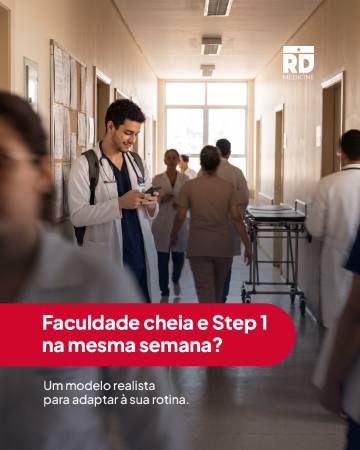 RD
MEDICINE
Faculdade cheia e Step 1
na mesma semana?
Um modelo realista
para adaptar à sua rotina.